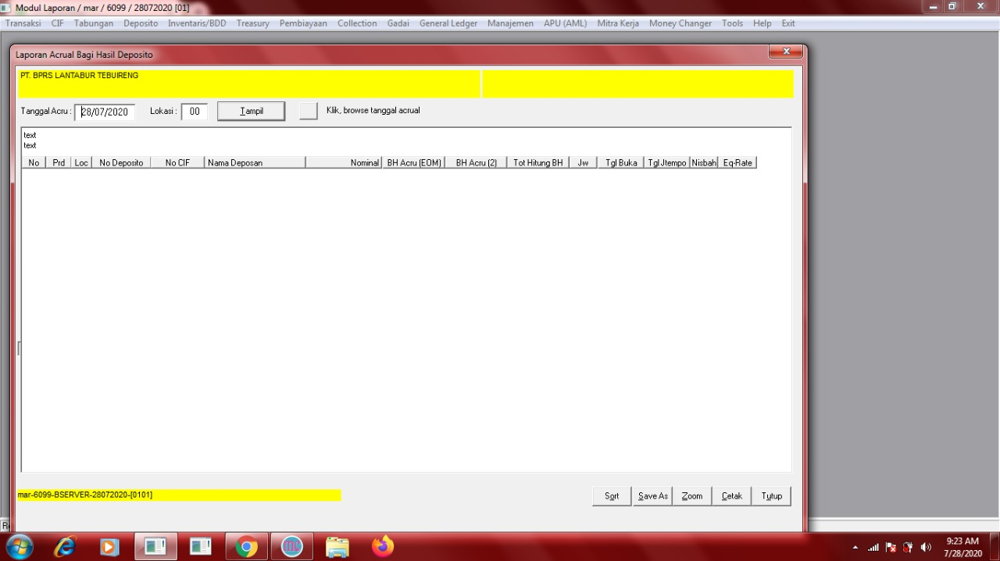 Modul Laporan / mar / 6099 / 28072020 [01]
Transaksi CIF Tabungan Deposito Inventaris/BDD Treasury Pembiayaan Collection Gadai General Ledger Manajemen APU (AML) Mitra Kerja Money Changer Tools Help Exit
Laporan Acrual Bagi Hasil Deposito
PT. BPRS LANTABUR TEBUIRENG
Tanggal Acru : 28/07/2020 Lokasi : 00 Tampil Klik, browse tanggal acrual
text
text
No Prd Loc No Deposito No CIF Nama Deposan Nominal BH Acru (EOM) BH Acru (2) Tot Hitung BH Jw Tgl Buka Tgl Jtempo Nisbah Eq-Rate
mar-6099-BSERVER-28072020-[0101]
Sort Save As Zoom Cetak Tutup
9:23 AM
7/28/2020